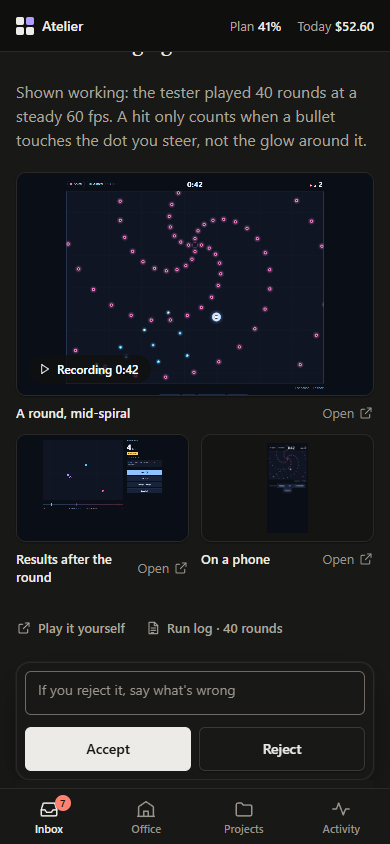 Atelier
Plan 41% Today $52.60
Shown working: the tester played 40 rounds at a
steady 60 fps. A hit only counts when a bullet
touches the dot you steer, not the glow around it.
0:42
2
Recording 0:42
A round, mid-spiral
Open
Results after the
round
Open
On a phone
Open
Play it yourself
Run log · 40 rounds
If you reject it, say what's wrong
Accept
Reject
7
Inbox
Office
Projects
Activity